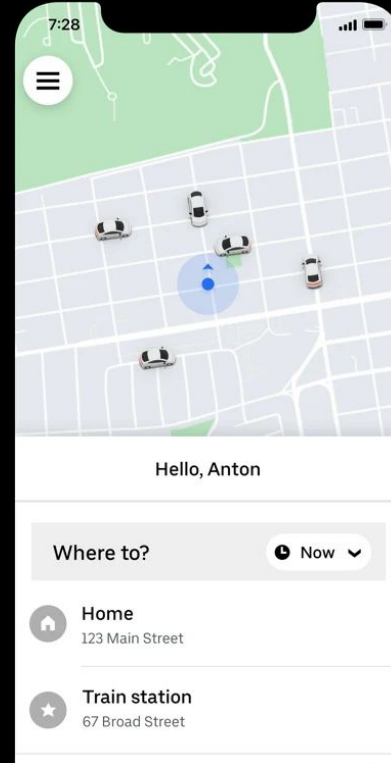 7:28
Hello, Anton
Where to? Now
Home
123 Main Street
Train station
67 Broad Street